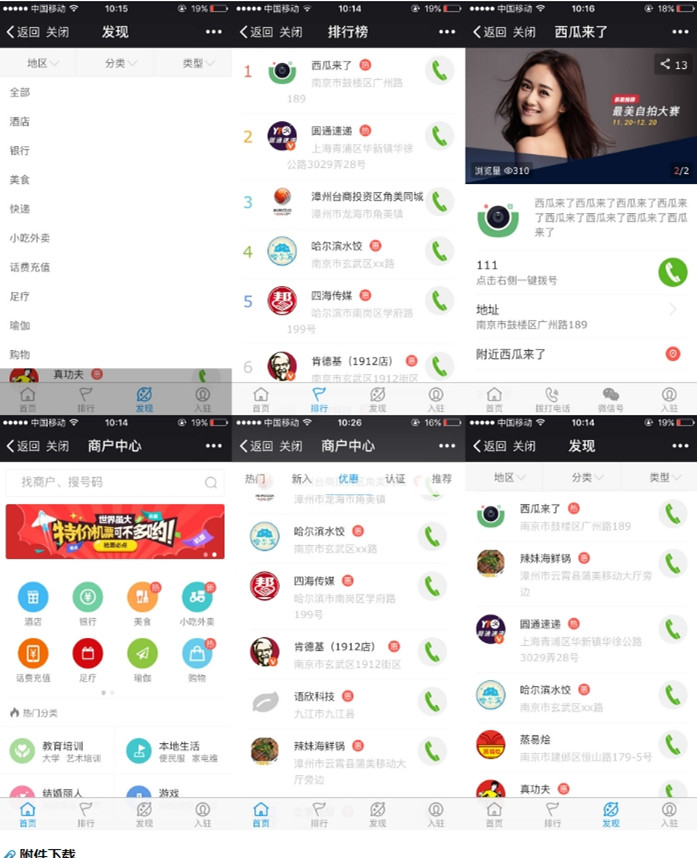 中国移动 10:15 19%
返回 关闭 发现
地区 分类 类型
全部
酒店
银行
美食
快递
小吃外卖
话费充值
足疗
瑜伽
购物
真功夫 惠
首页 排行 发现 入驻
中国移动 10:14 19%
返回 关闭 排行榜
1 西瓜来了 热
南京市鼓楼区广州路
189
2 圆通速递 热
上海青浦区华新镇华徐
公路3029弄28号
3 漳州台商投资区角美同城
漳州市龙海市角美镇
4 哈尔滨水饺 惠
南京市玄武区xx路
5 四海传媒 惠
哈尔滨市南岗区学府路
199号
6 肯德基（1912店） 惠
南京市玄武区1912街区
首页 排行 发现 入驻
中国移动 10:16 18%
返回 关闭 西瓜来了
13
最美自拍大赛
11.20-12.20
浏览量 310
2/2
西瓜来了西瓜来了西瓜来了西瓜来
了西瓜来了西瓜来了西瓜来了西瓜
来了
111
点击右侧一键拨号
地址
南京市鼓楼区广州路189
附近西瓜来了
首页 拨打电话 微信号 入驻
中国移动 10:14 19%
返回 关闭 商户中心
找商户、搜号码
世界虽大
特价机票可不多哟!
酒店 银行 美食 热 小吃外卖 新
话费充值 足疗 瑜伽 购物 热
热门分类
教育培训
大学 艺术培训
本地生活
便民服 家电维
结婚丽人
游戏
首页 排行 发现 入驻
中国移动 10:26 16%
返回 关闭 商户中心
热门 新入 优惠 认证 推荐
漳州市龙海市角美镇
哈尔滨水饺 惠
南京市玄武区xx路
四海传媒 惠
哈尔滨市南岗区学府路
199号
肯德基（1912店） 惠
南京市玄武区1912街区
语欣科技 惠
九江市九江县
辣妹海鲜锅 惠
漳州市云霄县蒲美移动大
厅旁边
首页 排行 发现 入驻
中国移动 10:14 19%
返回 关闭 发现
地区 分类 类型
西瓜来了 热
南京市鼓楼区广州路189
辣妹海鲜锅 惠
漳州市云霄县蒲美移动大厅旁
边
圆通速递 热
上海青浦区华新镇华徐公路
3029弄28号
哈尔滨水饺 惠
南京市玄武区xx路
蒸易烩
南京市建邺区恒山路179-5号
真功夫 惠
首页 排行 发现 入驻
附件下载